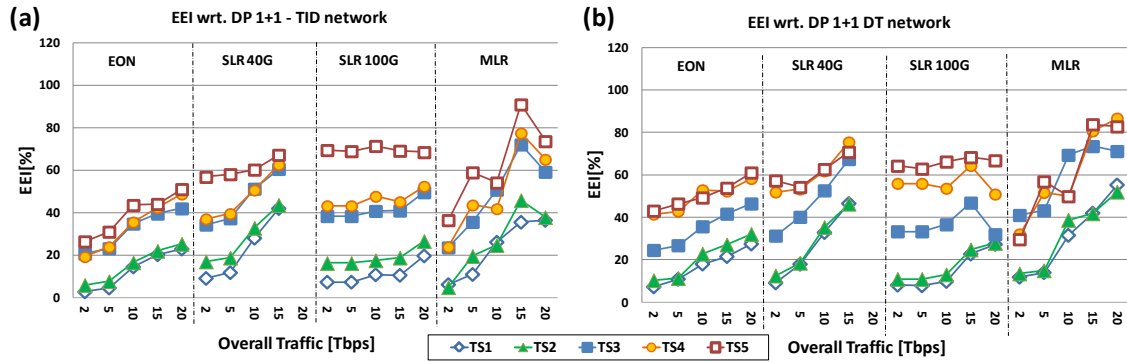 (a)
EEI wrt. DP 1+1 - TID network
EEI[%]
120
100
80
60
40
20
0
EON
SLR 40G
SLR 100G
MLR
2 5 10 15 20 2 5 10 15 20 2 5 10 15 20 2 5 10 15 20
Overall Traffic [Tbps]
(b)
EEI wrt. DP 1+1 DT network
EEI[%]
120
100
80
60
40
20
0
EON
SLR 40G
SLR 100G
MLR
2 5 10 15 20 2 5 10 15 20 2 5 10 15 20 2 5 10 15 20
Overall Traffic [Tbps]
TS1 TS2 TS3 TS4 TS5